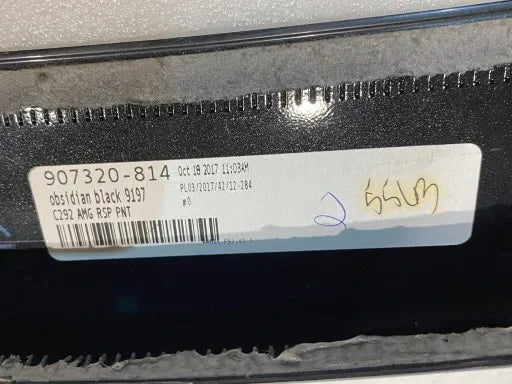 907320-814 Oct 18 2017 11:03AM
obsidian black 9197 PL03/2017/42/12-284
C292 AMG RSP PNT #0
2